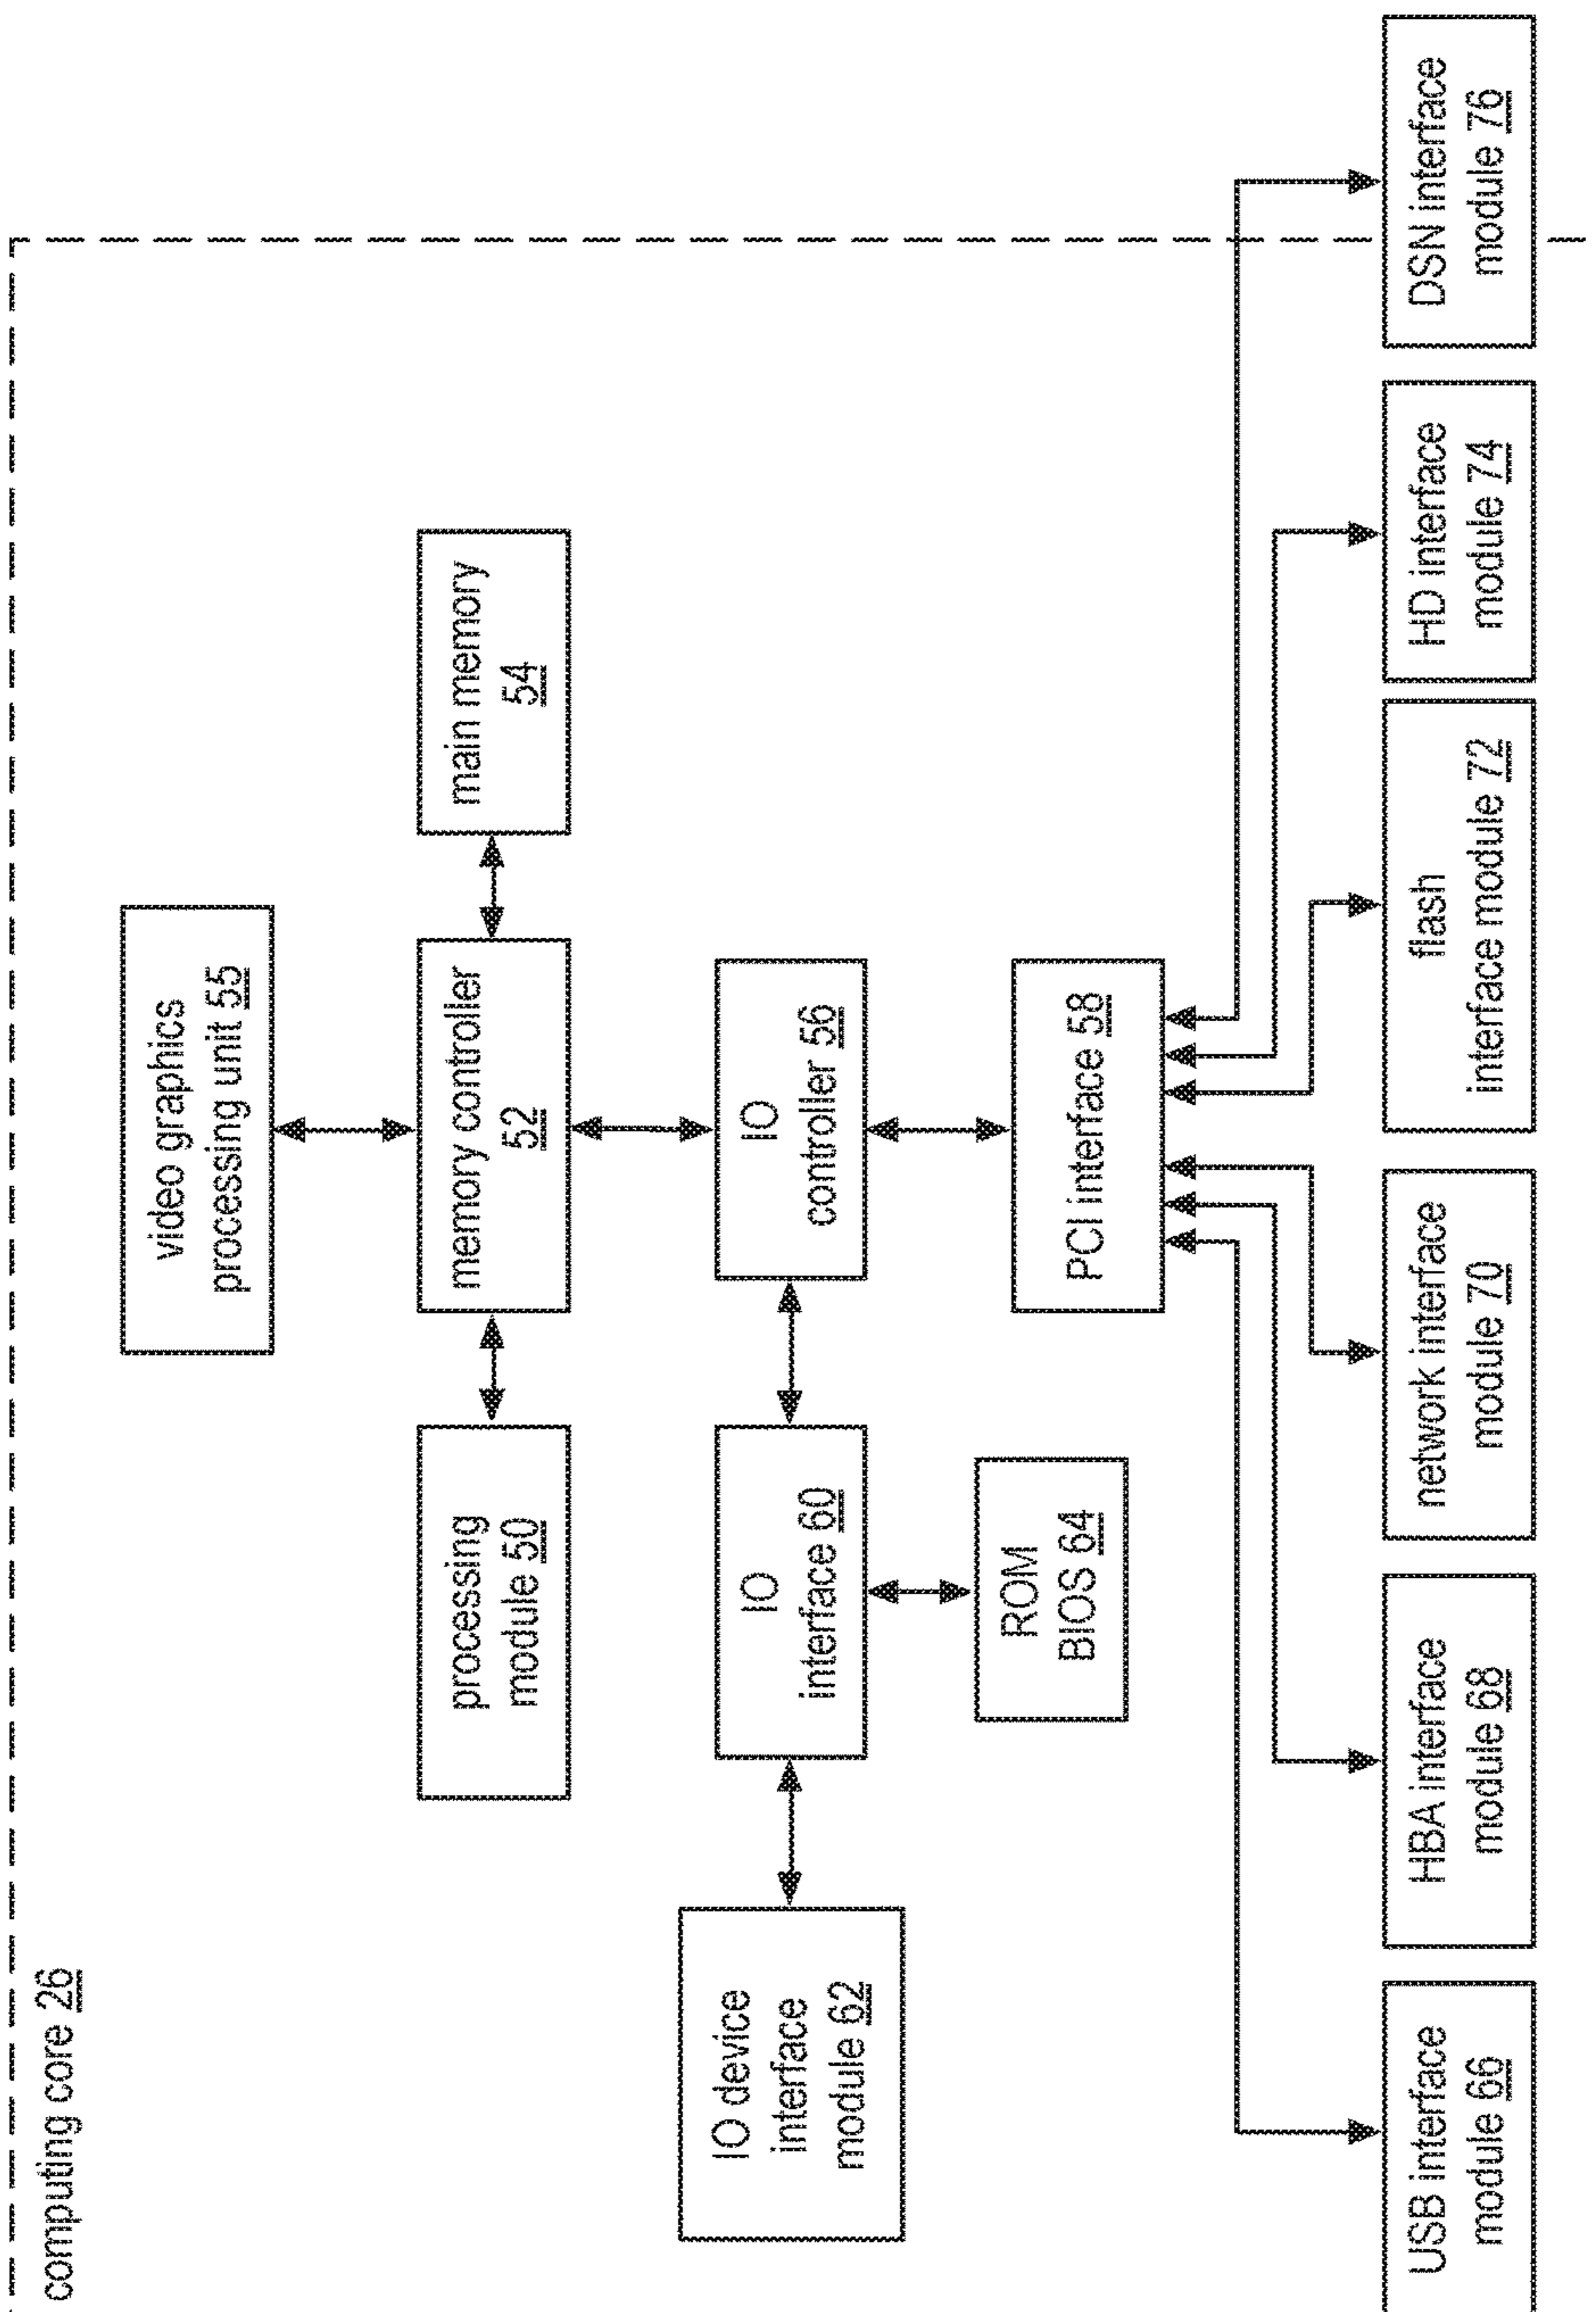 computing core 26
video graphics
processing unit 55
processing
module 50
memory controller
52
main memory
54
IO device
interface
module 62
IO
interface 60
IO
controller 56
ROM
BIOS 64
PCI interface 58
USB interface
module 66
HBA interface
module 68
network interface
module 70
flash
interface module 72
HD interface
module 74
DSN interface
module 76